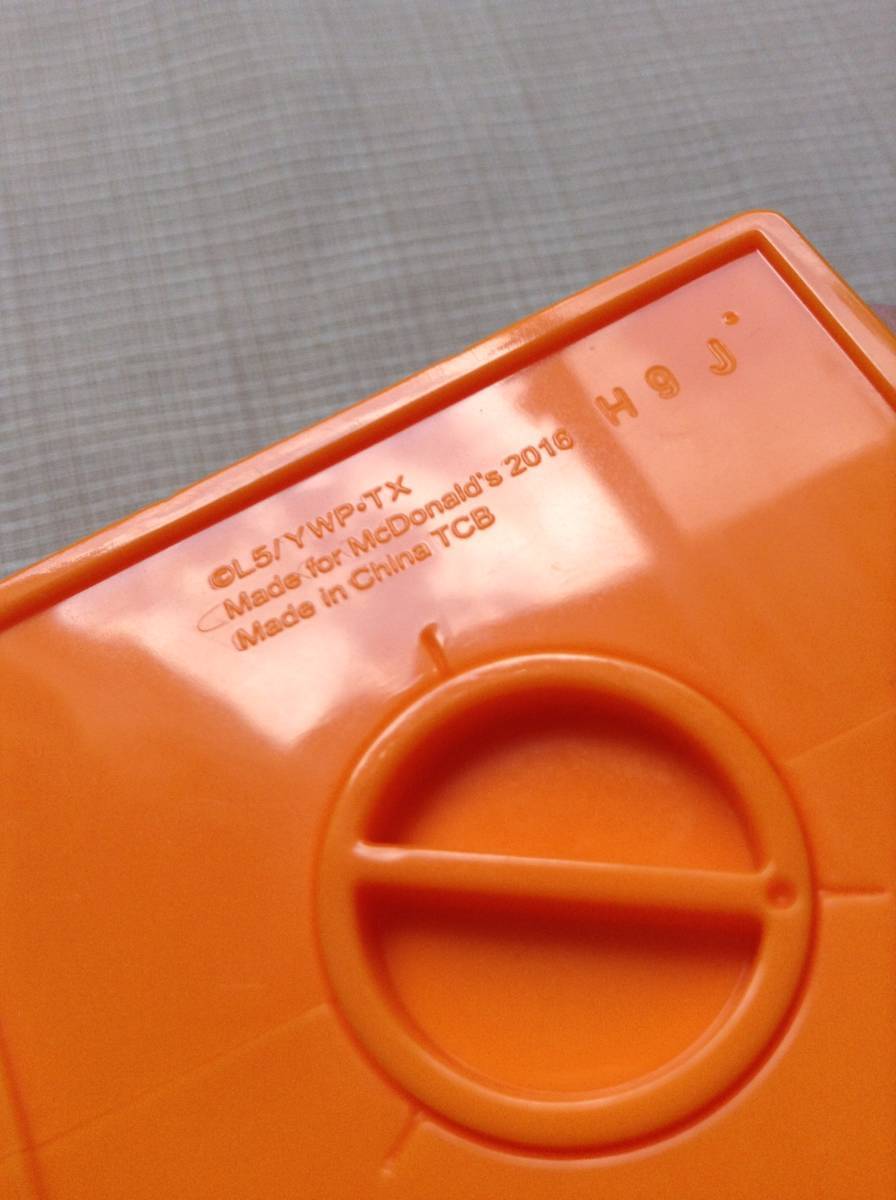 ©L5/YWP•TX
Made for McDonald's 2016
Made in China TCB
H 9 J